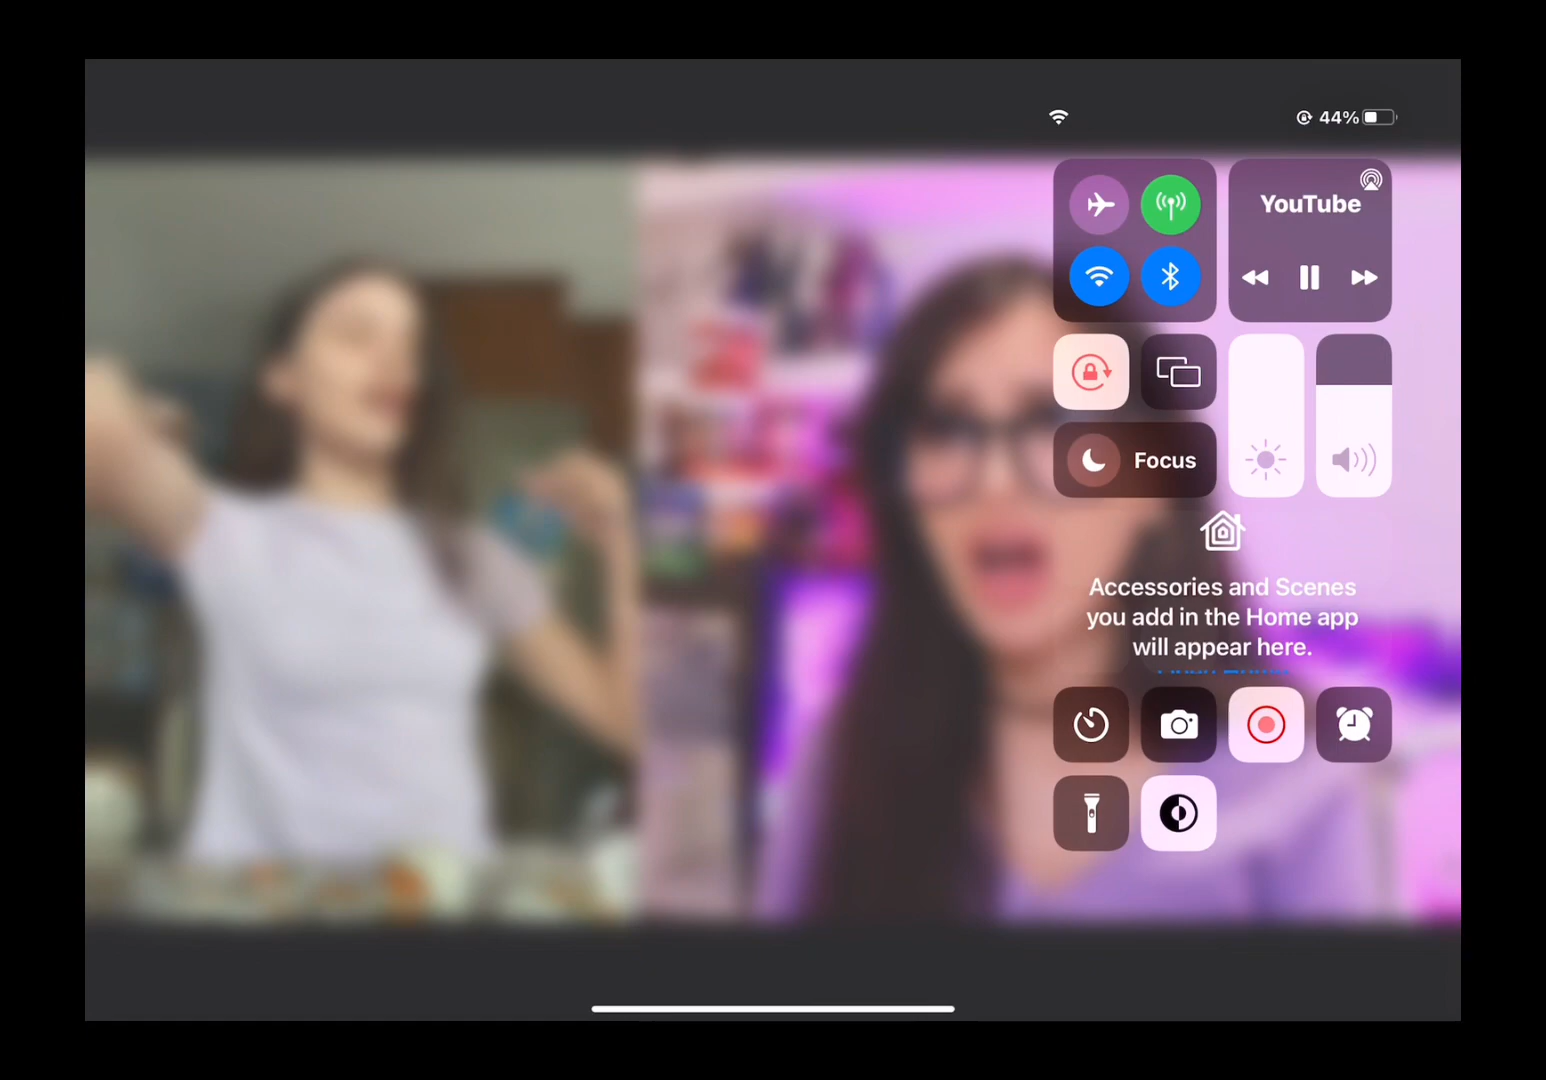 44%
YouTube
Focus
Accessories and Scenes
you add in the Home app
will appear here.